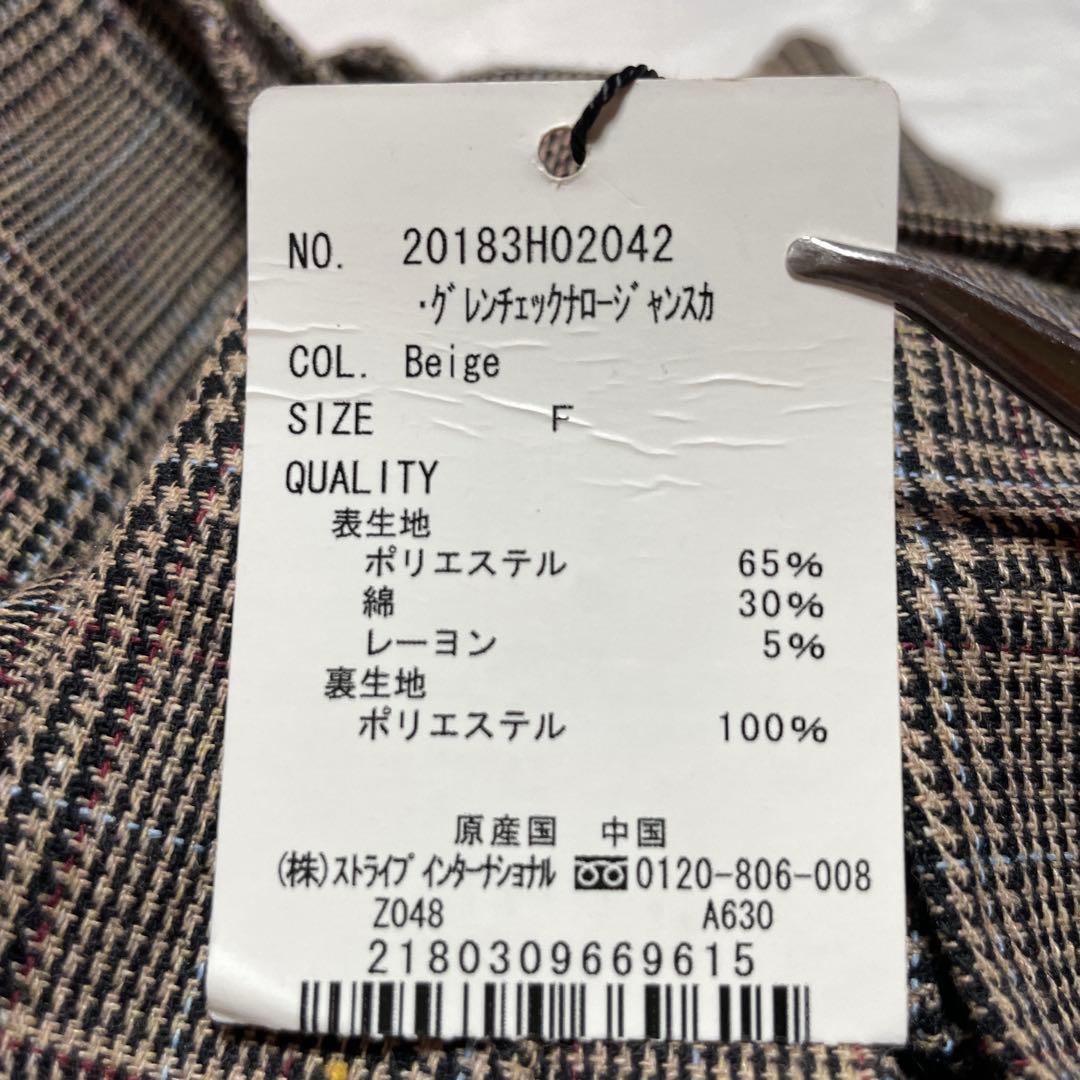 NO. 20183H02042
・グレンチェックナロージャンスカ
COL. Beige
SIZE F
QUALITY
表生地
ポリエステル 65%
綿 30%
レーヨン 5%
裏生地
ポリエステル 100%
原産国 中国
(株)ストライプインターナショナル 0120-806-008
Z048 A630
2180309669615